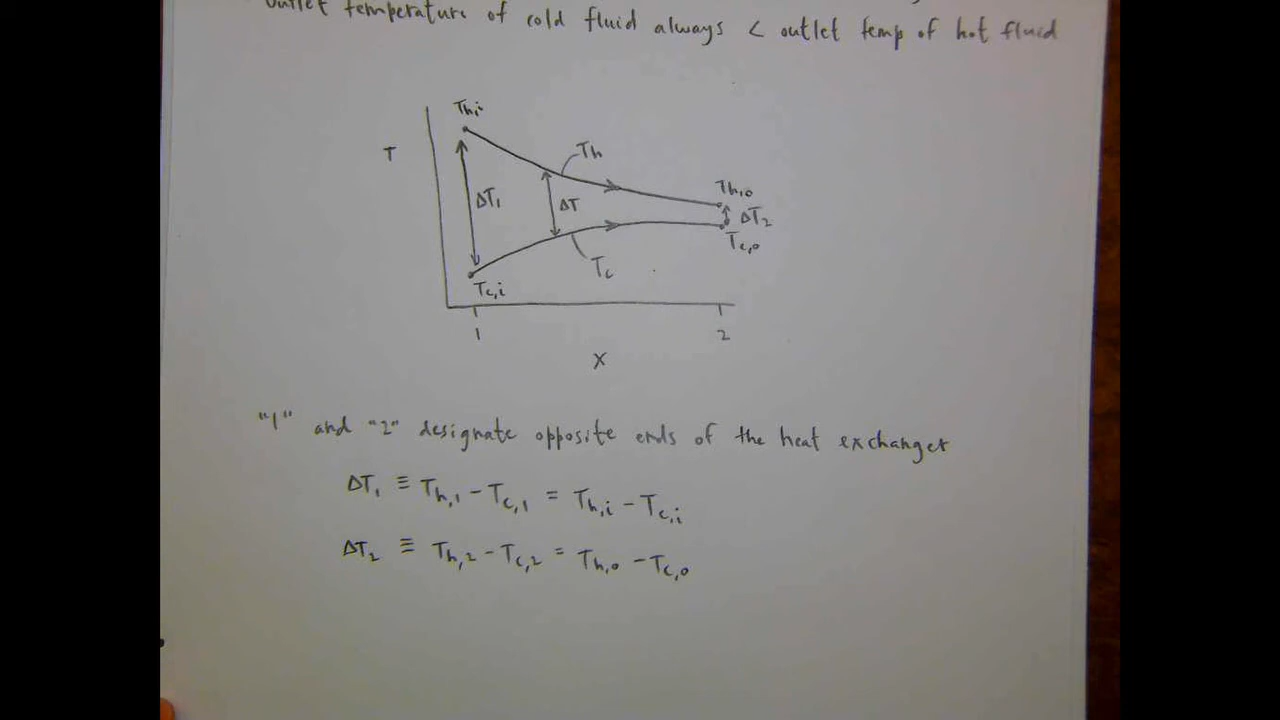 outlet temperature of cold fluid always < outlet temp of hot fluid
Th,i
T
Th
ΔT1
ΔT
Th,o
ΔT2
Tc,o
Tc
Tc,i
1
2
X
"1" and "2" designate opposite ends of the heat exchanger
ΔT1 ≡ Th,1 - Tc,1 = Th,i - Tc,i
ΔT2 ≡ Th,2 - Tc,2 = Th,o - Tc,o